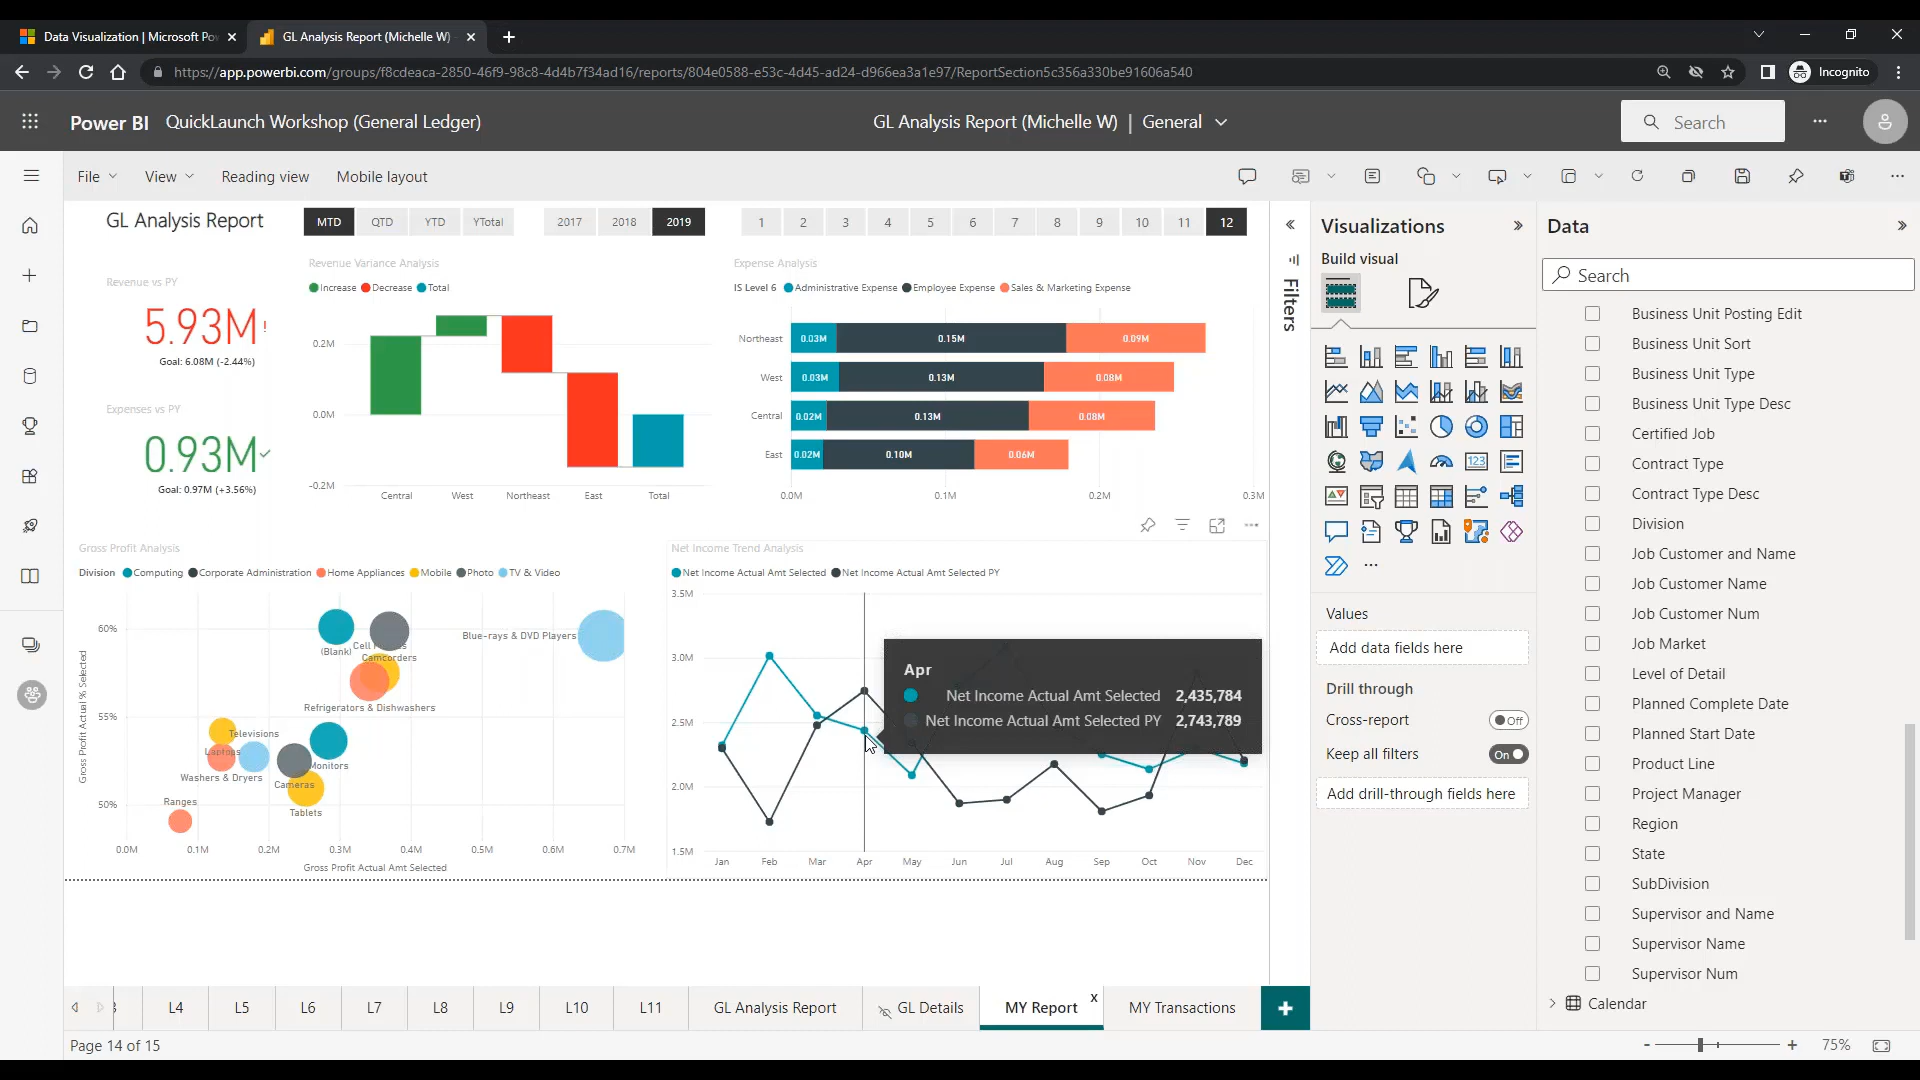 Data Visualization | Microsoft Po
GL Analysis Report (Michelle W)
https://app.powerbi.com/groups/f8cdeaca-2850-46f9-98c8-4d4b7f34ad16/reports/804e0588-e53c-4d45-ad24-d966ea3a1e97/ReportSection5c356a330be91606a540
Incognito
Power BI QuickLaunch Workshop (General Ledger)
GL Analysis Report (Michelle W) | General
Search
File View Reading view Mobile layout
GL Analysis Report
MTD QTD YTD YTotal 2017 2018 2019 1 2 3 4 5 6 7 8 9 10 11 12
Revenue vs PY
5.93M!
Goal: 6.08M (-2.44%)
Expenses vs PY
0.93M
Goal: 0.97M (+3.56%)
Revenue Variance Analysis
Increase Decrease Total
0.2M
0.0M
-0.2M
Central West Northeast East Total
Expense Analysis
IS Level 6 Administrative Expense Employee Expense Sales & Marketing Expense
Northeast 0.03M 0.15M 0.09M
West 0.03M 0.13M 0.08M
Central 0.02M 0.13M 0.08M
East 0.02M 0.10M 0.06M
0.0M 0.1M 0.2M 0.3M
Gross Profit Analysis
Division Computing Corporate Administration Home Appliances Mobile Photo TV & Video
Gross Profit Actual % Selected
60%
55%
50%
Blue-rays & DVD Players
(Blank)
Camcorders
Refrigerators & Dishwashers
Televisions
Laptops
Monitors
Washers & Dryers
Cameras
Ranges
Tablets
0.0M 0.1M 0.2M 0.3M 0.4M 0.5M 0.6M 0.7M
Gross Profit Actual Amt Selected
Net Income Trend Analysis
Net Income Actual Amt Selected Net Income Actual Amt Selected PY
3.5M
3.0M
2.5M
2.0M
1.5M
Apr
Net Income Actual Amt Selected 2,435,784
Net Income Actual Amt Selected PY 2,743,789
Jan Feb Mar Apr May Jun Jul Aug Sep Oct Nov Dec
Filters
Visualizations
Build visual
123
Values
Add data fields here
Drill through
Cross-report Off
Keep all filters On
Add drill-through fields here
Data
Search
Business Unit Posting Edit
Business Unit Sort
Business Unit Type
Business Unit Type Desc
Certified Job
Contract Type
Contract Type Desc
Division
Job Customer and Name
Job Customer Name
Job Customer Num
Job Market
Level of Detail
Planned Complete Date
Planned Start Date
Product Line
Project Manager
Region
State
SubDivision
Supervisor and Name
Supervisor Name
Supervisor Num
Calendar
L4 L5 L6 L7 L8 L9 L10 L11 GL Analysis Report GL Details MY Report MY Transactions
Page 14 of 15
- + 75%